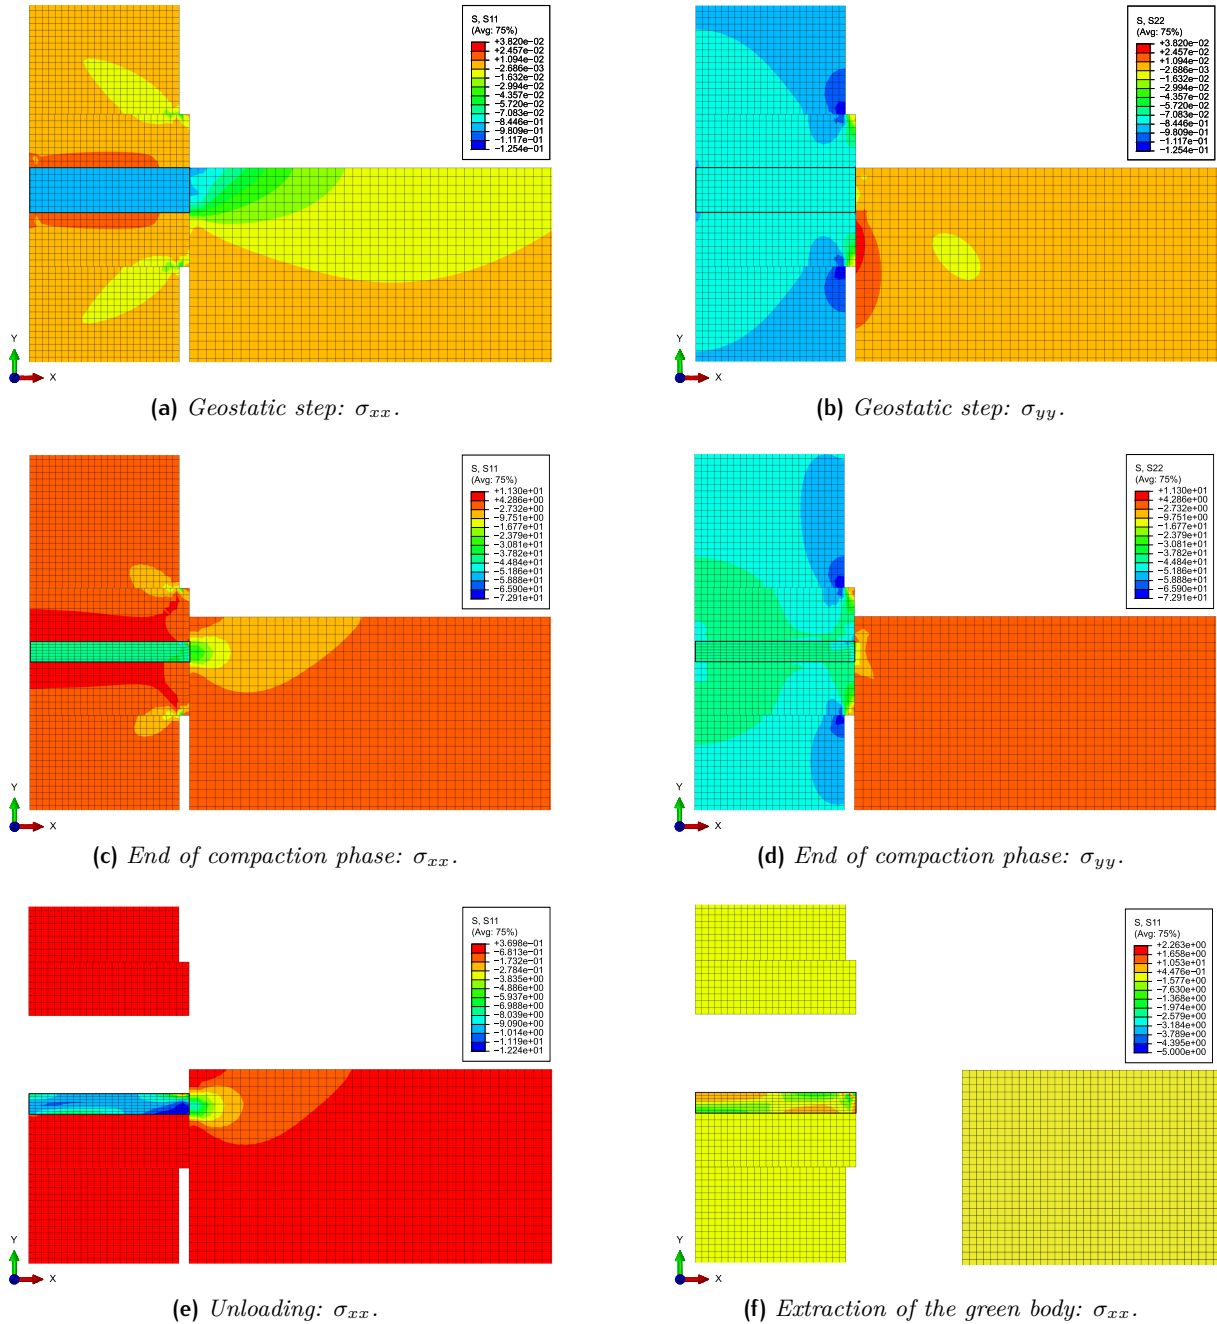 S, S11
(Avg: 75%)
+3.820e−02
+2.457e−02
+1.094e−02
−2.686e−03
−1.632e−02
−2.994e−02
−4.357e−02
−5.720e−02
−7.083e−02
−8.446e−01
−9.809e−01
−1.117e−01
−1.254e−01
Y
X
(a) Geostatic step: σxx.
S, S22
(Avg: 75%)
+3.820e−02
+2.457e−02
+1.094e−02
−2.686e−03
−1.632e−02
−2.994e−02
−4.357e−02
−5.720e−02
−7.083e−02
−8.446e−01
−9.809e−01
−1.117e−01
−1.254e−01
Y
X
(b) Geostatic step: σyy.
S, S11
(Avg: 75%)
+1.130e+01
+4.286e+00
−2.732e+00
−9.751e+00
−1.677e+01
−2.379e+01
−3.081e+01
−3.782e+01
−4.484e+01
−5.186e+01
−5.888e+01
−6.590e+01
−7.291e+01
Y
X
(c) End of compaction phase: σxx.
S, S22
(Avg: 75%)
+1.130e+01
+4.286e+00
−2.732e+00
−9.751e+00
−1.677e+01
−2.379e+01
−3.081e+01
−3.782e+01
−4.484e+01
−5.186e+01
−5.888e+01
−6.590e+01
−7.291e+01
Y
X
(d) End of compaction phase: σyy.
S, S11
(Avg: 75%)
+3.698e−01
−6.813e−01
−1.732e+00
−2.784e−01
−3.835e+00
−4.886e+00
−5.937e+00
−6.988e+00
−8.039e+00
−9.090e+00
−1.014e+00
−1.119e+01
−1.224e+01
Y
X
(e) Unloading: σxx.
S, S11
(Avg: 75%)
+2.263e+00
+1.658e+00
+1.053e+01
+4.476e−01
−1.577e+00
−7.630e+00
−1.368e+00
−1.974e+00
−2.579e+00
−3.184e+00
−3.789e+00
−4.395e+00
−5.000e+00
Y
X
(f) Extraction of the green body: σxx.